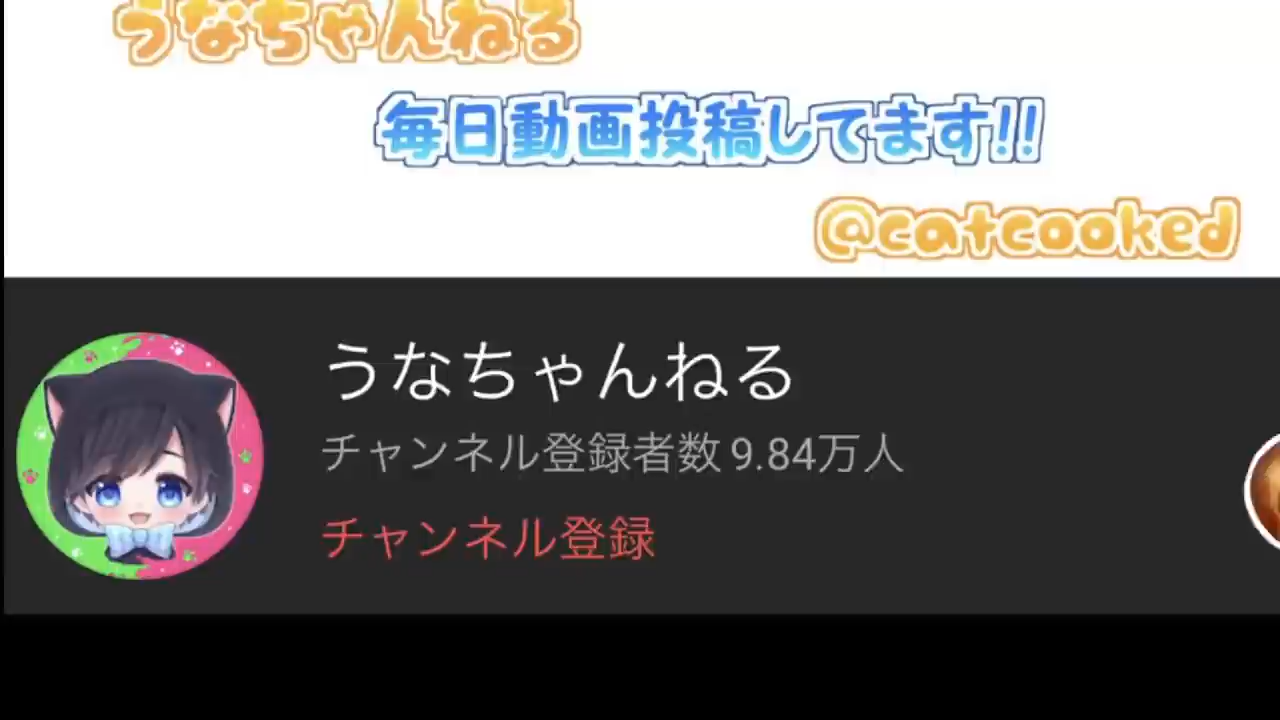 うなちゃんねる
毎日動画投稿してます!!
@catcooked
うなちゃんねる
チャンネル登録者数 9.84万人
チャンネル登録